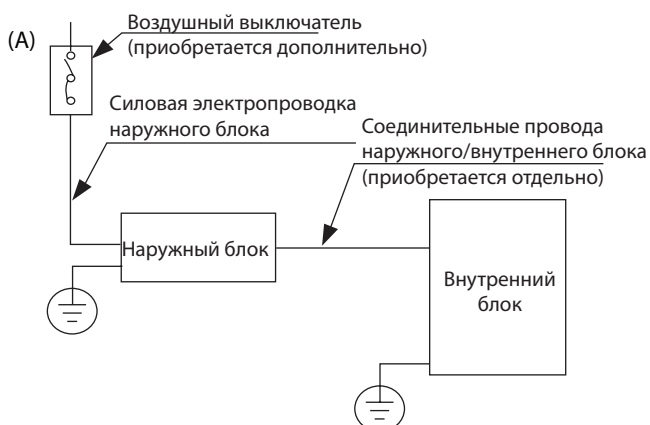 (A)
Воздушный выключатель
(приобретается дополнительно)
Силовая электропроводка
наружного блока
Соединительные провода
наружного/внутреннего блока
(приобретается отдельно)
Наружный блок
Внутренний
блок